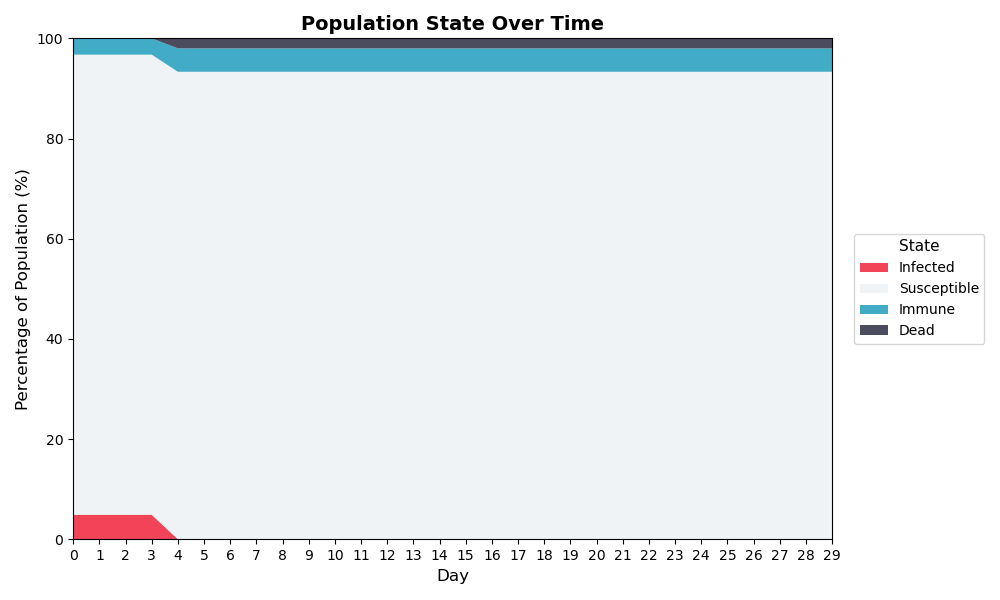 Population State Over Time
Percentage of Population (%)
100
80
60
40
20
0
0 1 2 3 4 5 6 7 8 9 10 11 12 13 14 15 16 17 18 19 20 21 22 23 24 25 26 27 28 29
Day
State
Infected
Susceptible
Immune
Dead